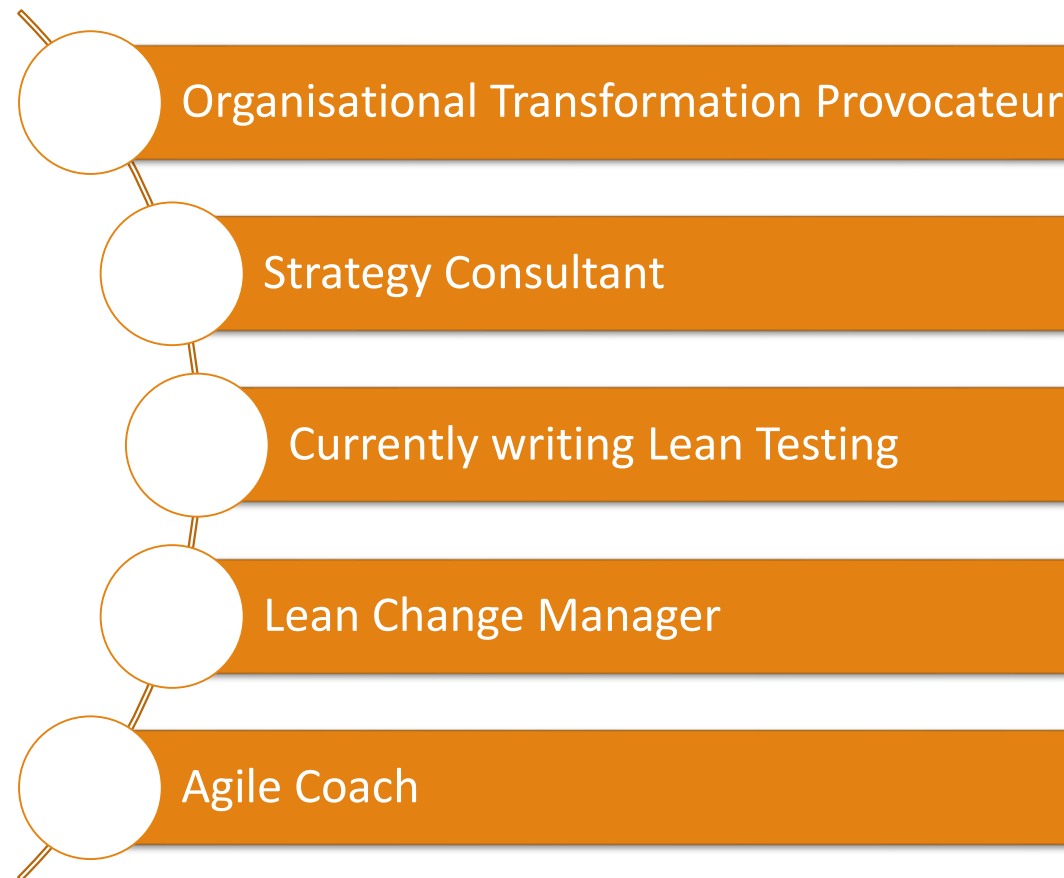 Organisational Transformation Provocateur
Strategy Consultant
Currently writing Lean Testing
Lean Change Manager
Agile Coach